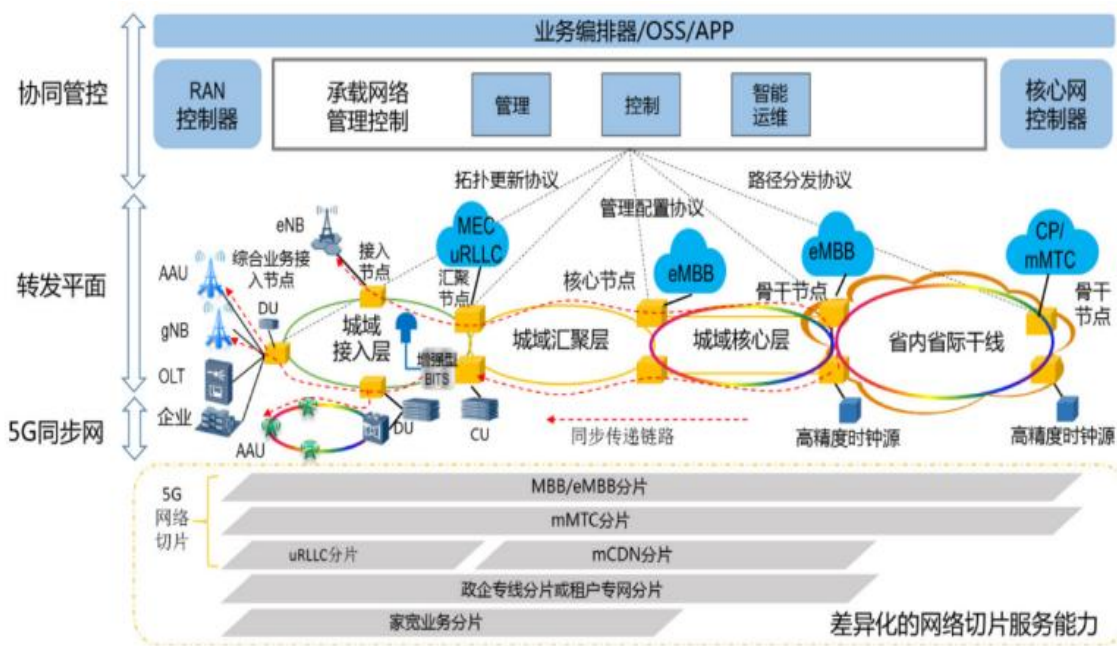 业务编排器/OSS/APP
协同管控
RAN
控制器
承载网络
管理控制
管理
控制
智能
运维
核心网
控制器
拓扑更新协议
管理配置协议
路径分发协议
转发平面
eNB
AAU
综合业务接
入节点
接入
节点
MEC
uRLLC
汇聚
节点
核心节点
eMBB
eMBB
骨干节点
CP/
mMTC
骨干
节点
DU
gNB
城域
接入层
城域汇聚层
城域核心层
省内省际干线
OLT
增强型
BITS
企业
5G同步网
AAU
DU
CU
同步传递链路
高精度时钟源
高精度时钟源
5G
网络
切片
MBB/eMBB分片
mMTC分片
uRLLC分片
mCDN分片
政企专线分片或租户专网分片
家宽业务分片
差异化的网络切片服务能力